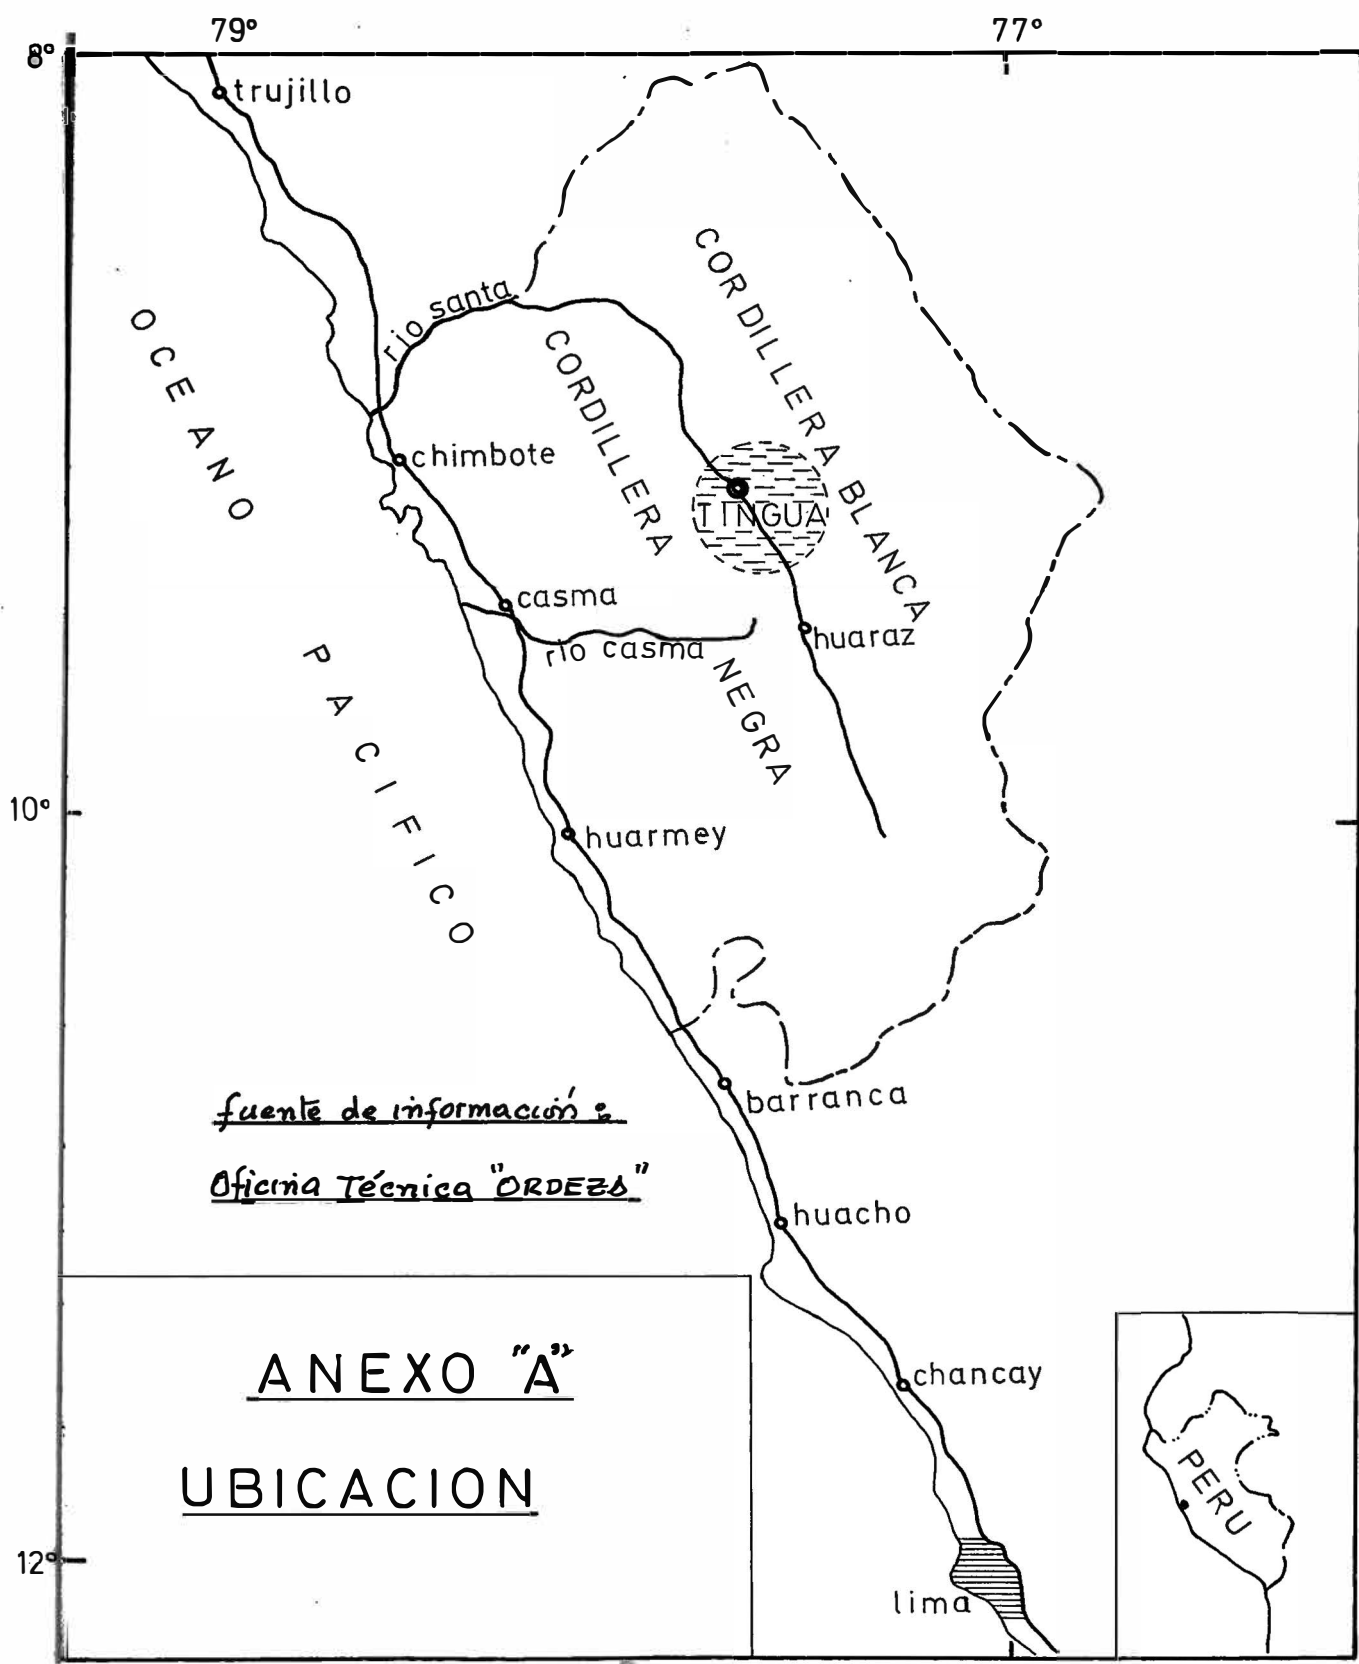 79°
77°
8°
trujillo
OCEANO PACIFICO
rio santa
CORDILLERA BLANCA
CORDILLERA NEGRA
chimbote
TINGUA
casma
rio casma
huaraz
10°
huarmey
barranca
fuente de información:
Oficina Técnica "ORDEZS"
huacho
ANEXO "A"
UBICACION
chancay
PERU
12°
lima